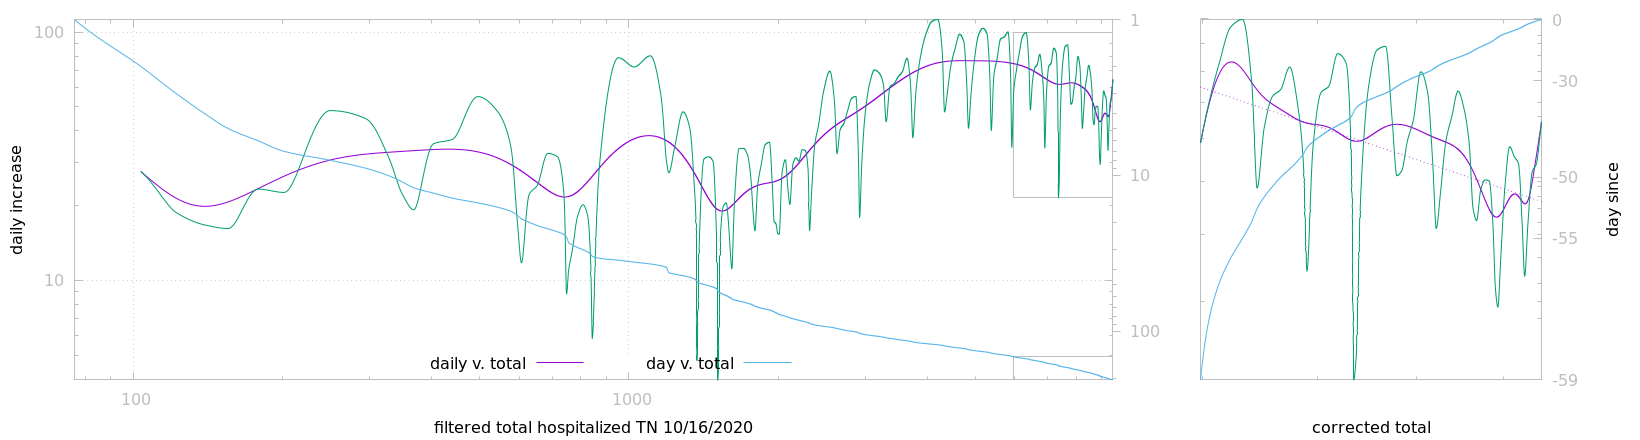 100
10
daily increase
100
1000
filtered total hospitalized TN 10/16/2020
daily v. total
day v. total
1
10
100
0
-30
-50
-55
-59
day since
corrected total